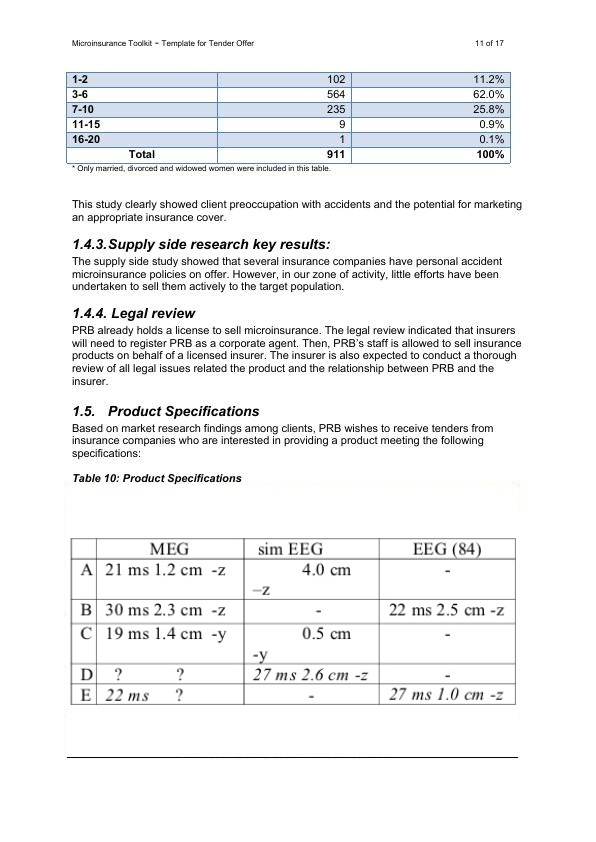 Microinsurance Toolkit – Template for Tender Offer 11 of 17
1-2 102 11.2%
3-6 564 62.0%
7-10 235 25.8%
11-15 9 0.9%
16-20 1 0.1%
Total 911 100%
* Only married, divorced and widowed women were included in this table.
This study clearly showed client preoccupation with accidents and the potential for marketing
an appropriate insurance cover.
1.4.3. Supply side research key results:
The supply side study showed that several insurance companies have personal accident
microinsurance policies on offer. However, in our zone of activity, little efforts have been
undertaken to sell them actively to the target population.
1.4.4. Legal review
PRB already holds a license to sell microinsurance. The legal review indicated that insurers
will need to register PRB as a corporate agent. Then, PRB's staff is allowed to sell insurance
products on behalf of a licensed insurer. The insurer is also expected to conduct a thorough
review of all legal issues related the product and the relationship between PRB and the
insurer.
1.5. Product Specifications
Based on market research findings among clients, PRB wishes to receive tenders from
insurance companies who are interested in providing a product meeting the following
specifications:
Table 10: Product Specifications
MEG sim EEG EEG (84)
A 21 ms 1.2 cm -z 4.0 cm -
–z
B 30 ms 2.3 cm -z - 22 ms 2.5 cm -z
C 19 ms 1.4 cm -y 0.5 cm -
-y
D ? ? 27 ms 2.6 cm -z -
E 22 ms ? - 27 ms 1.0 cm -z